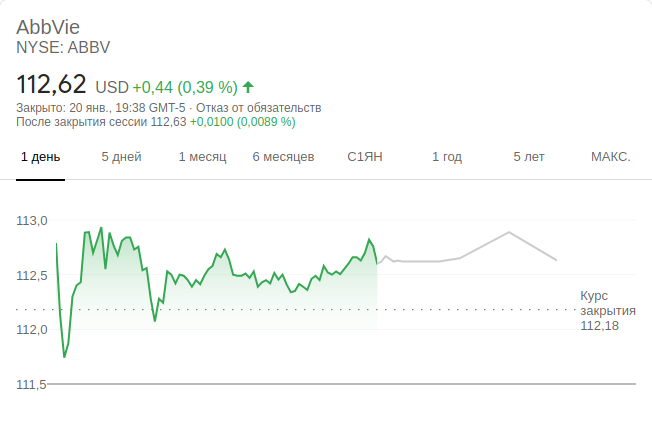 AbbVie
NYSE: ABBV
112,62 USD +0,44 (0,39 %)
Закрыто: 20 янв., 19:38 GMT-5 · Отказ от обязательств
После закрытия сессии 112,63 +0,0100 (0,0089 %)
1 день 5 дней 1 месяц 6 месяцев С1ЯН 1 год 5 лет МАКС.
113,0
112,5
Курс
закрытия
112,18
112,0
111,5